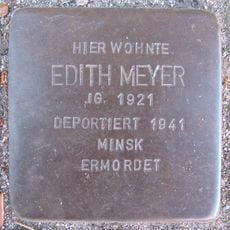 HIER WOHNTE
EDITH MEYER
JG. 1921
DEPORTIERT 1941
MINSK
ERMORDET